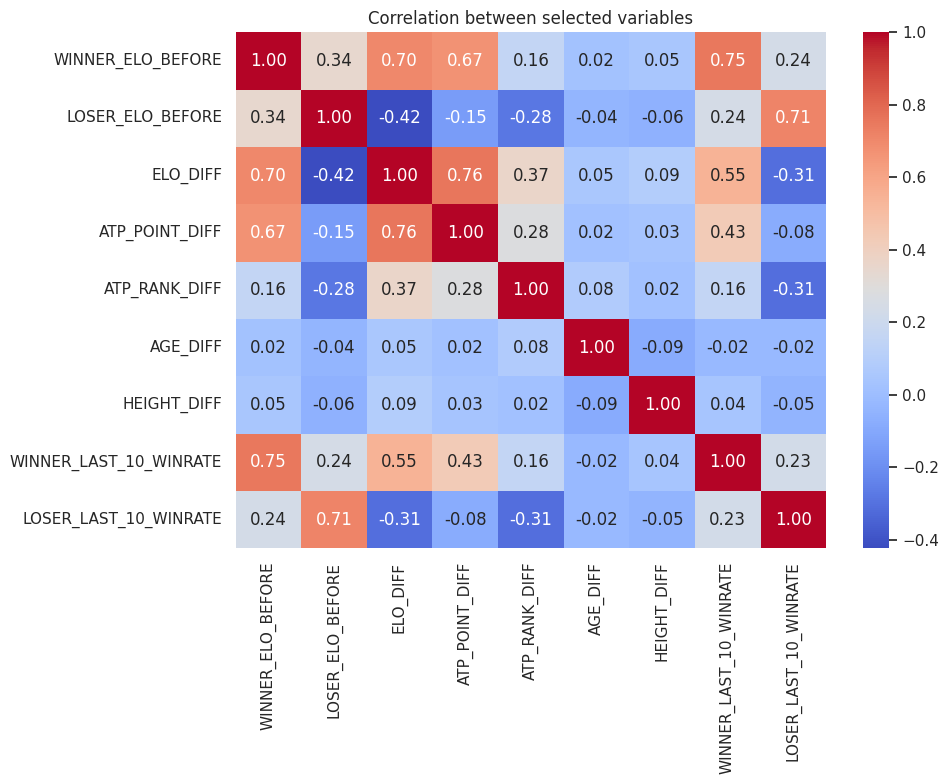 Correlation between selected variables
WINNER_ELO_BEFORE 1.00 0.34 0.70 0.67 0.16 0.02 0.05 0.75 0.24
LOSER_ELO_BEFORE 0.34 1.00 -0.42 -0.15 -0.28 -0.04 -0.06 0.24 0.71
ELO_DIFF 0.70 -0.42 1.00 0.76 0.37 0.05 0.09 0.55 -0.31
ATP_POINT_DIFF 0.67 -0.15 0.76 1.00 0.28 0.02 0.03 0.43 -0.08
ATP_RANK_DIFF 0.16 -0.28 0.37 0.28 1.00 0.08 0.02 0.16 -0.31
AGE_DIFF 0.02 -0.04 0.05 0.02 0.08 1.00 -0.09 -0.02 -0.02
HEIGHT_DIFF 0.05 -0.06 0.09 0.03 0.02 -0.09 1.00 0.04 -0.05
WINNER_LAST_10_WINRATE 0.75 0.24 0.55 0.43 0.16 -0.02 0.04 1.00 0.23
LOSER_LAST_10_WINRATE 0.24 0.71 -0.31 -0.08 -0.31 -0.02 -0.05 0.23 1.00
WINNER_ELO_BEFORE
LOSER_ELO_BEFORE
ELO_DIFF
ATP_POINT_DIFF
ATP_RANK_DIFF
AGE_DIFF
HEIGHT_DIFF
WINNER_LAST_10_WINRATE
LOSER_LAST_10_WINRATE
1.0
0.8
0.6
0.4
0.2
0.0
−0.2
−0.4